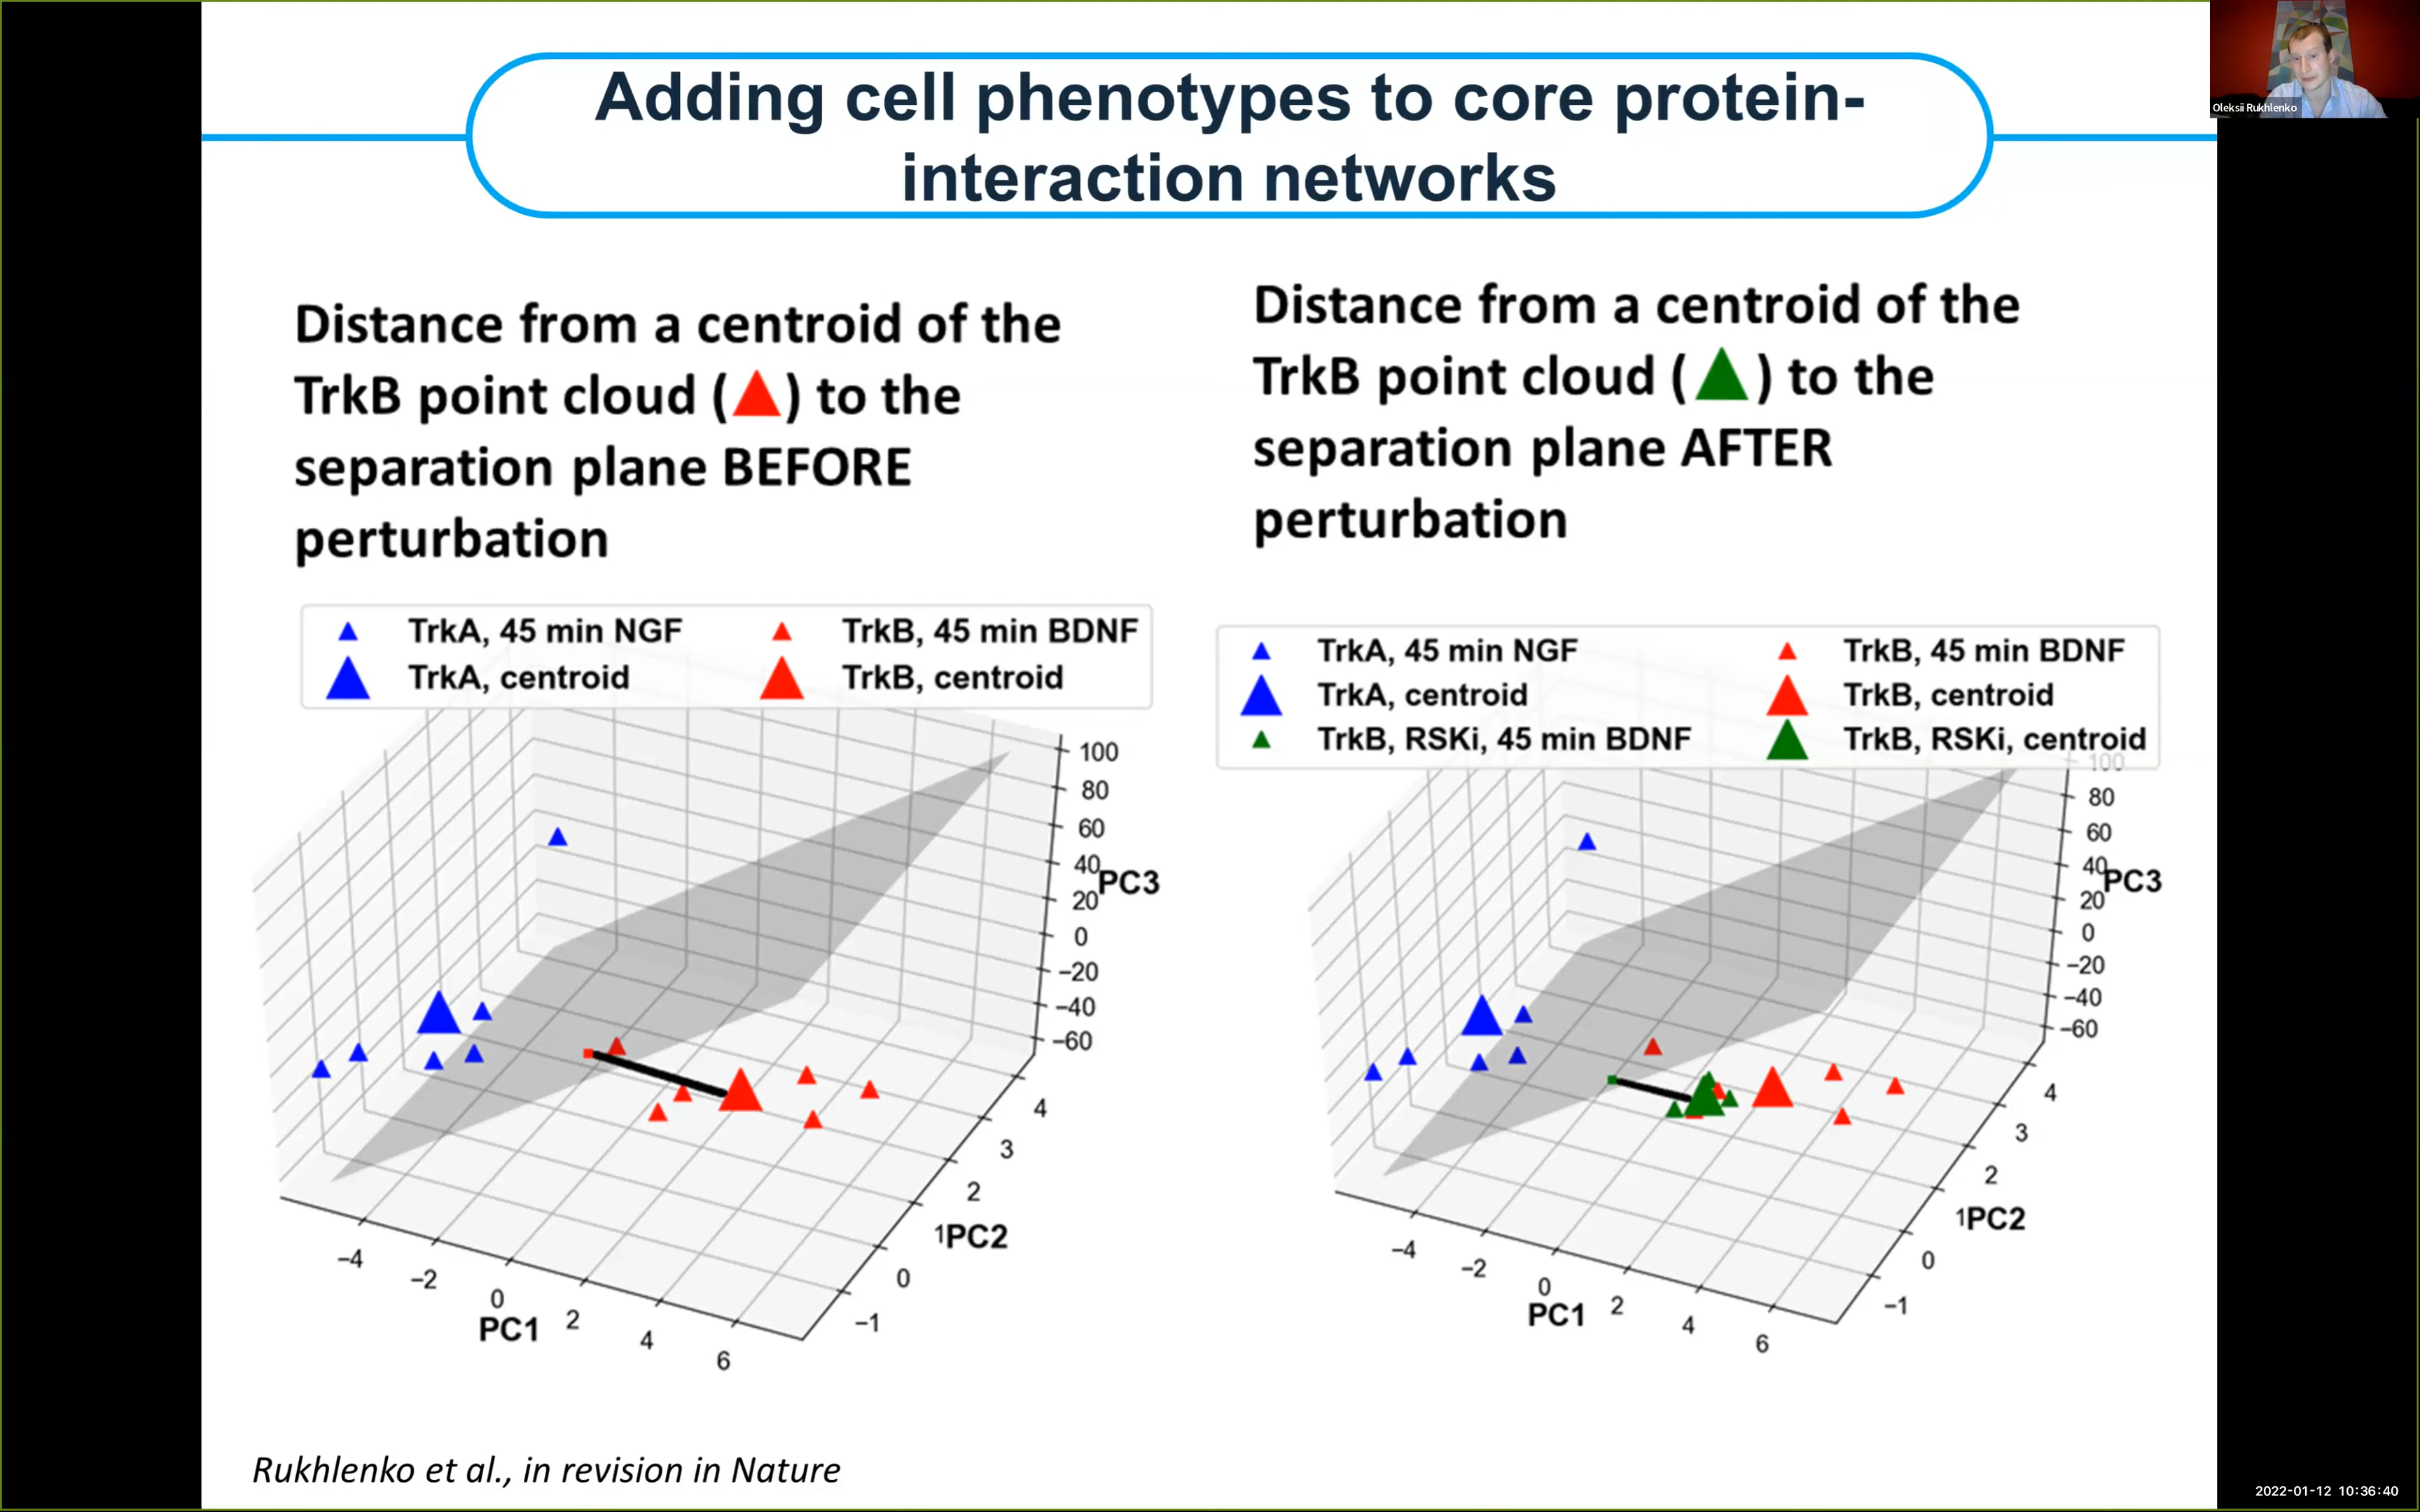 Adding cell phenotypes to core protein-
interaction networks
Oleksii Rukhlenko
Distance from a centroid of the
TrkB point cloud ( ) to the
separation plane BEFORE
perturbation
Distance from a centroid of the
TrkB point cloud ( ) to the
separation plane AFTER
perturbation
TrkA, 45 min NGF
TrkB, 45 min BDNF
TrkA, centroid
TrkB, centroid
100
80
60
40
20
0
−20
−40
−60
PC3
4
3
2
1
0
−1
PC2
−4
−2
0
2
4
6
PC1
TrkA, 45 min NGF
TrkB, 45 min BDNF
TrkA, centroid
TrkB, centroid
TrkB, RSKi, 45 min BDNF
TrkB, RSKi, centroid
100
80
60
40
20
0
−20
−40
−60
PC3
4
3
2
1
0
−1
PC2
−4
−2
0
2
4
6
PC1
Rukhlenko et al., in revision in Nature
2022-01-12 10:36:40